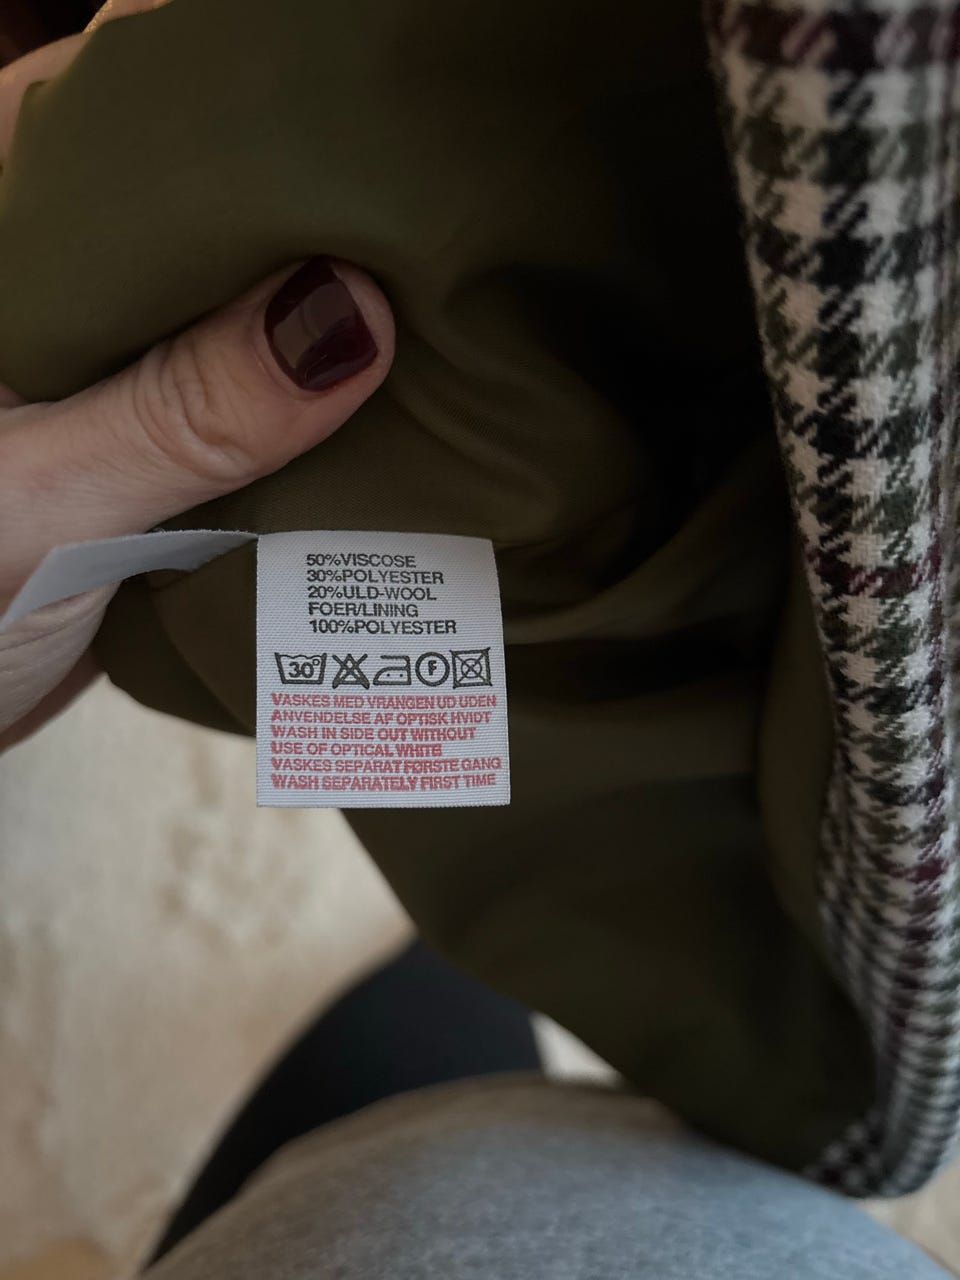 50%VISCOSE
30%POLYESTER
20%ULD-WOOL
FOER/LINING
100%POLYESTER
30° F
VASKES MED VRANGEN UD UDEN
ANVENDELSE AF OPTISK HVIDT
WASH IN SIDE OUT WITHOUT
USE OF OPTICAL WHITE
VASKES SEPARAT FØRSTE GANG
WASH SEPARATELY FIRST TIME